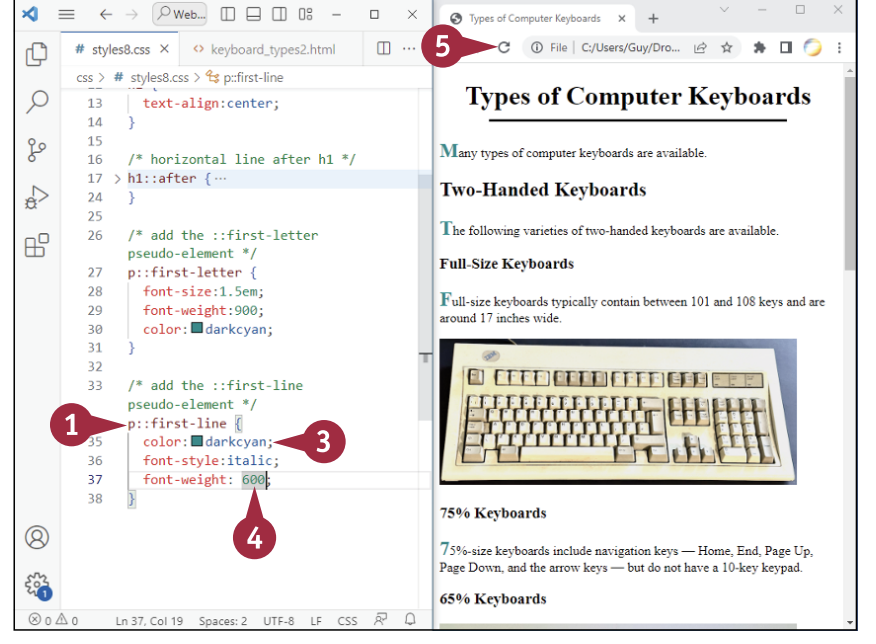 Web...
# styles8.css ×
<> keyboard_types2.html
css > # styles8.css > p::first-line
13 text-align:center;
14 }
15
16 /* horizontal line after h1 */
17 > h1::after { ...
24 }
25
26 /* add the ::first-letter
pseudo-element */
27 p::first-letter {
28 font-size:1.5em;
29 font-weight:900;
30 color: darkcyan;
31 }
32
33 /* add the ::first-line
pseudo-element */
1 p::first-line {
35 color: darkcyan; 3
36 font-style:italic;
37 font-weight: 600;
38 }
4
1
0 0 Ln 37, Col 19 Spaces: 2 UTF-8 LF CSS
Types of Computer Keyboards
5 File | C:/Users/Guy/Dro...
Types of Computer Keyboards
Many types of computer keyboards are available.
Two-Handed Keyboards
The following varieties of two-handed keyboards are available.
Full-Size Keyboards
Full-size keyboards typically contain between 101 and 108 keys and are
around 17 inches wide.
IBM
75% Keyboards
75%-size keyboards include navigation keys — Home, End, Page Up,
Page Down, and the arrow keys — but do not have a 10-key keypad.
65% Keyboards